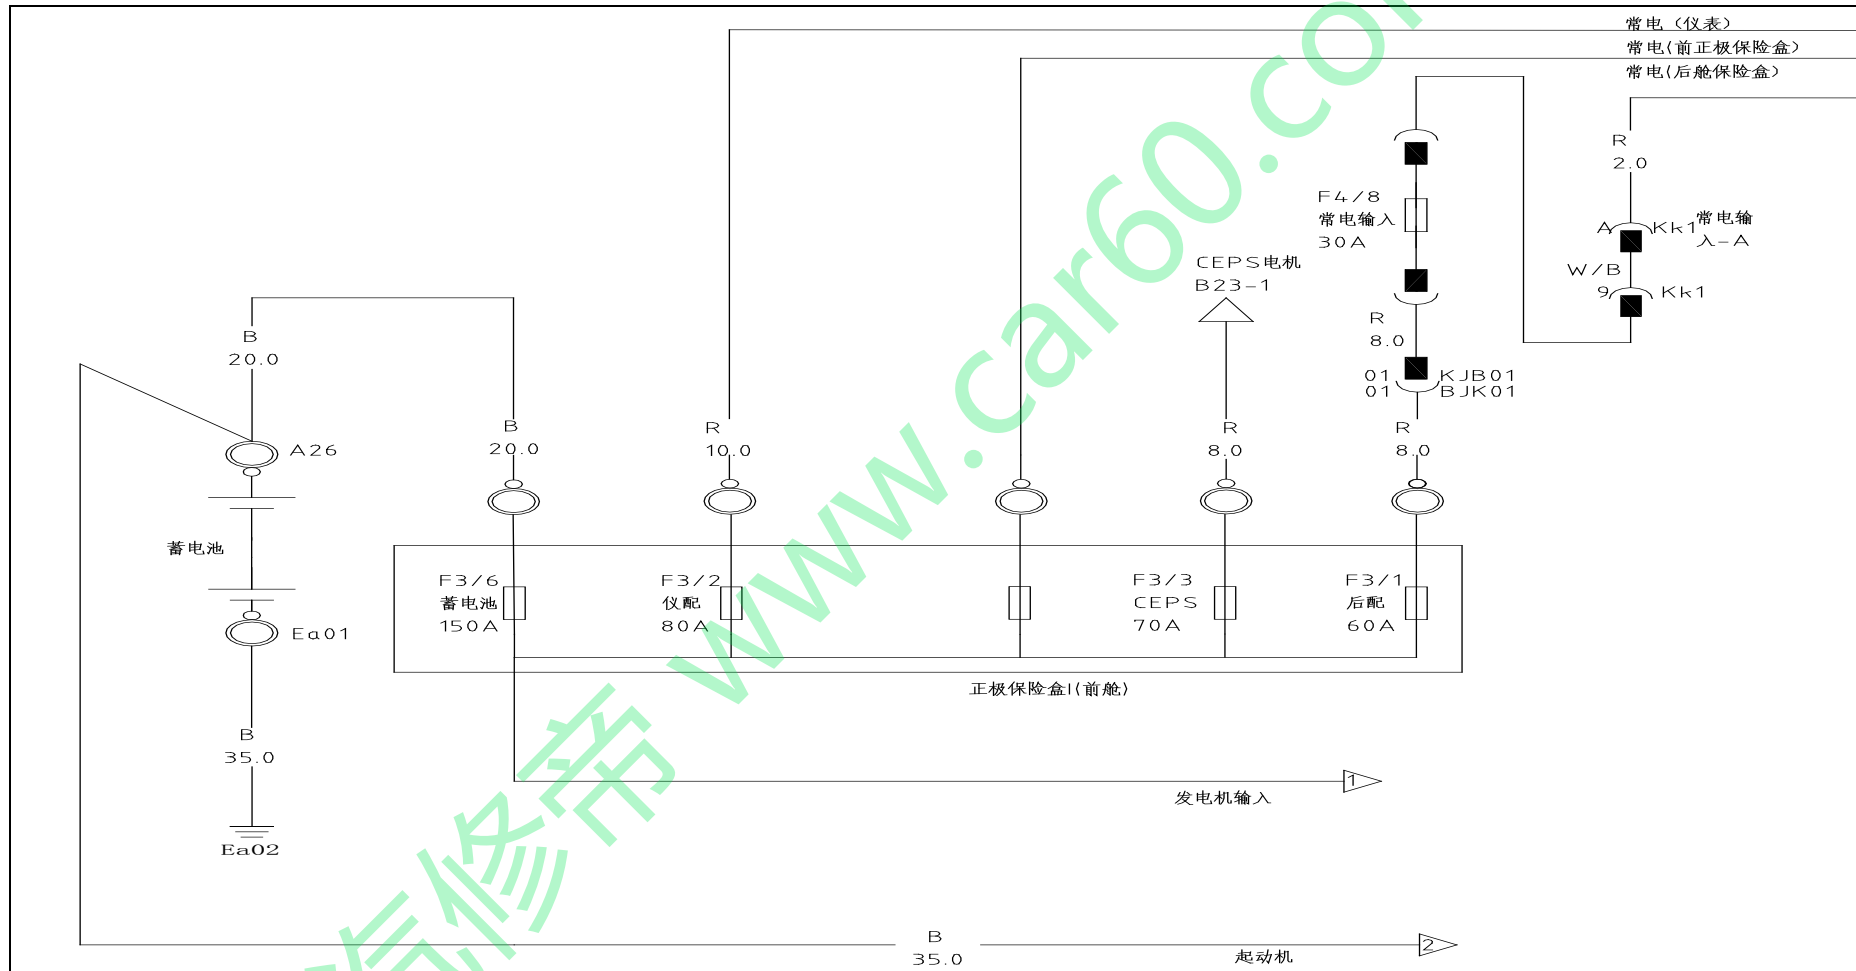 常电（仪表）
常电(前正极保险盒)
常电(后舱保险盒)
R
2.0
F4/8
常电输入
30A
A
Kk1
常电输
入-A
W/B
9
Kk1
CEPS电机
B23-1
R
8.0
01 KJB01
01 BJK01
B
20.0
A26
B
20.0
R
10.0
R
8.0
R
8.0
蓄电池
Ea01
F3/6
蓄电池
150A
F3/2
仪配
80A
F3/3
CEPS
70A
F3/1
后配
60A
正极保险盒I(前舱)
B
35.0
Ea02
发电机输入
1
B
35.0
起动机
2
汽修帝 www.car60.com